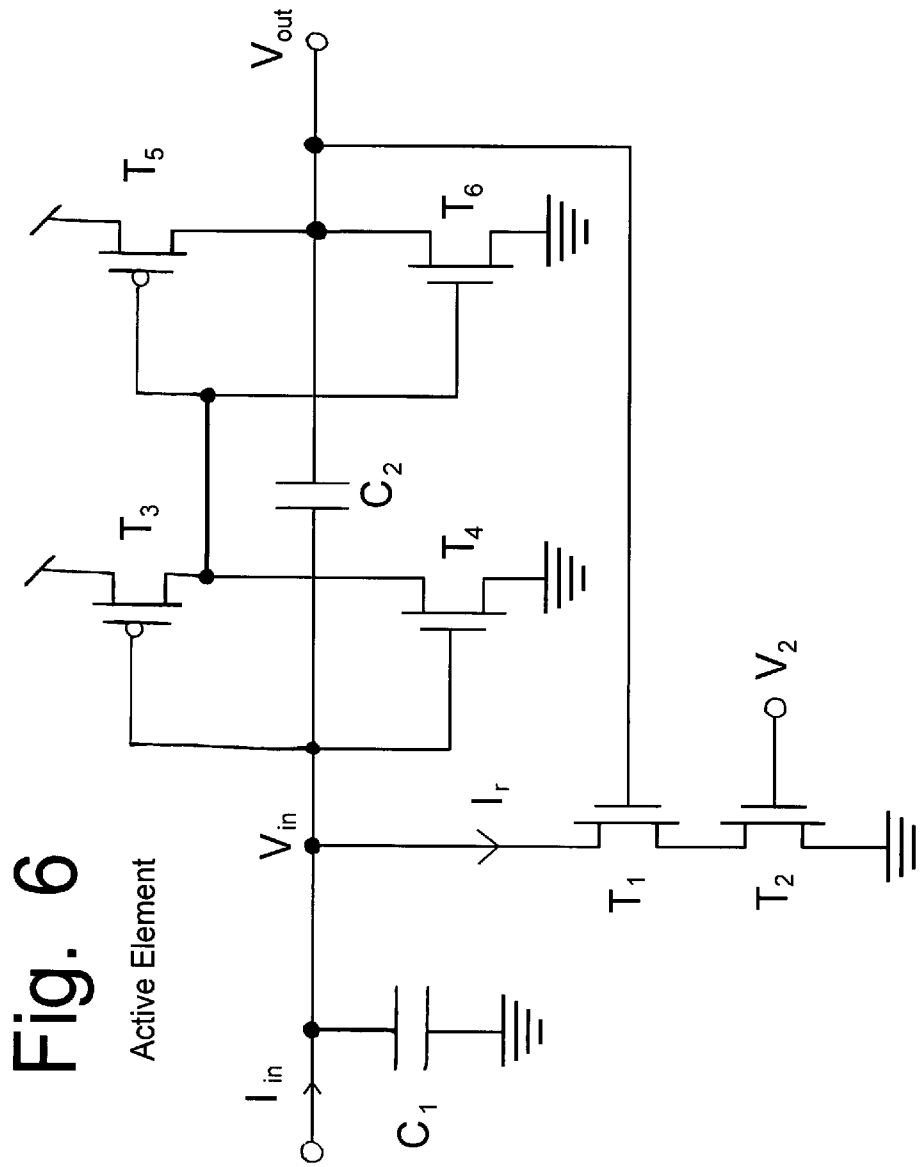 Fig. 6
Active Element
I_in
C_1
V_in
I_r
T_1
T_2
V_2
T_3
T_4
C_2
T_5
T_6
V_out